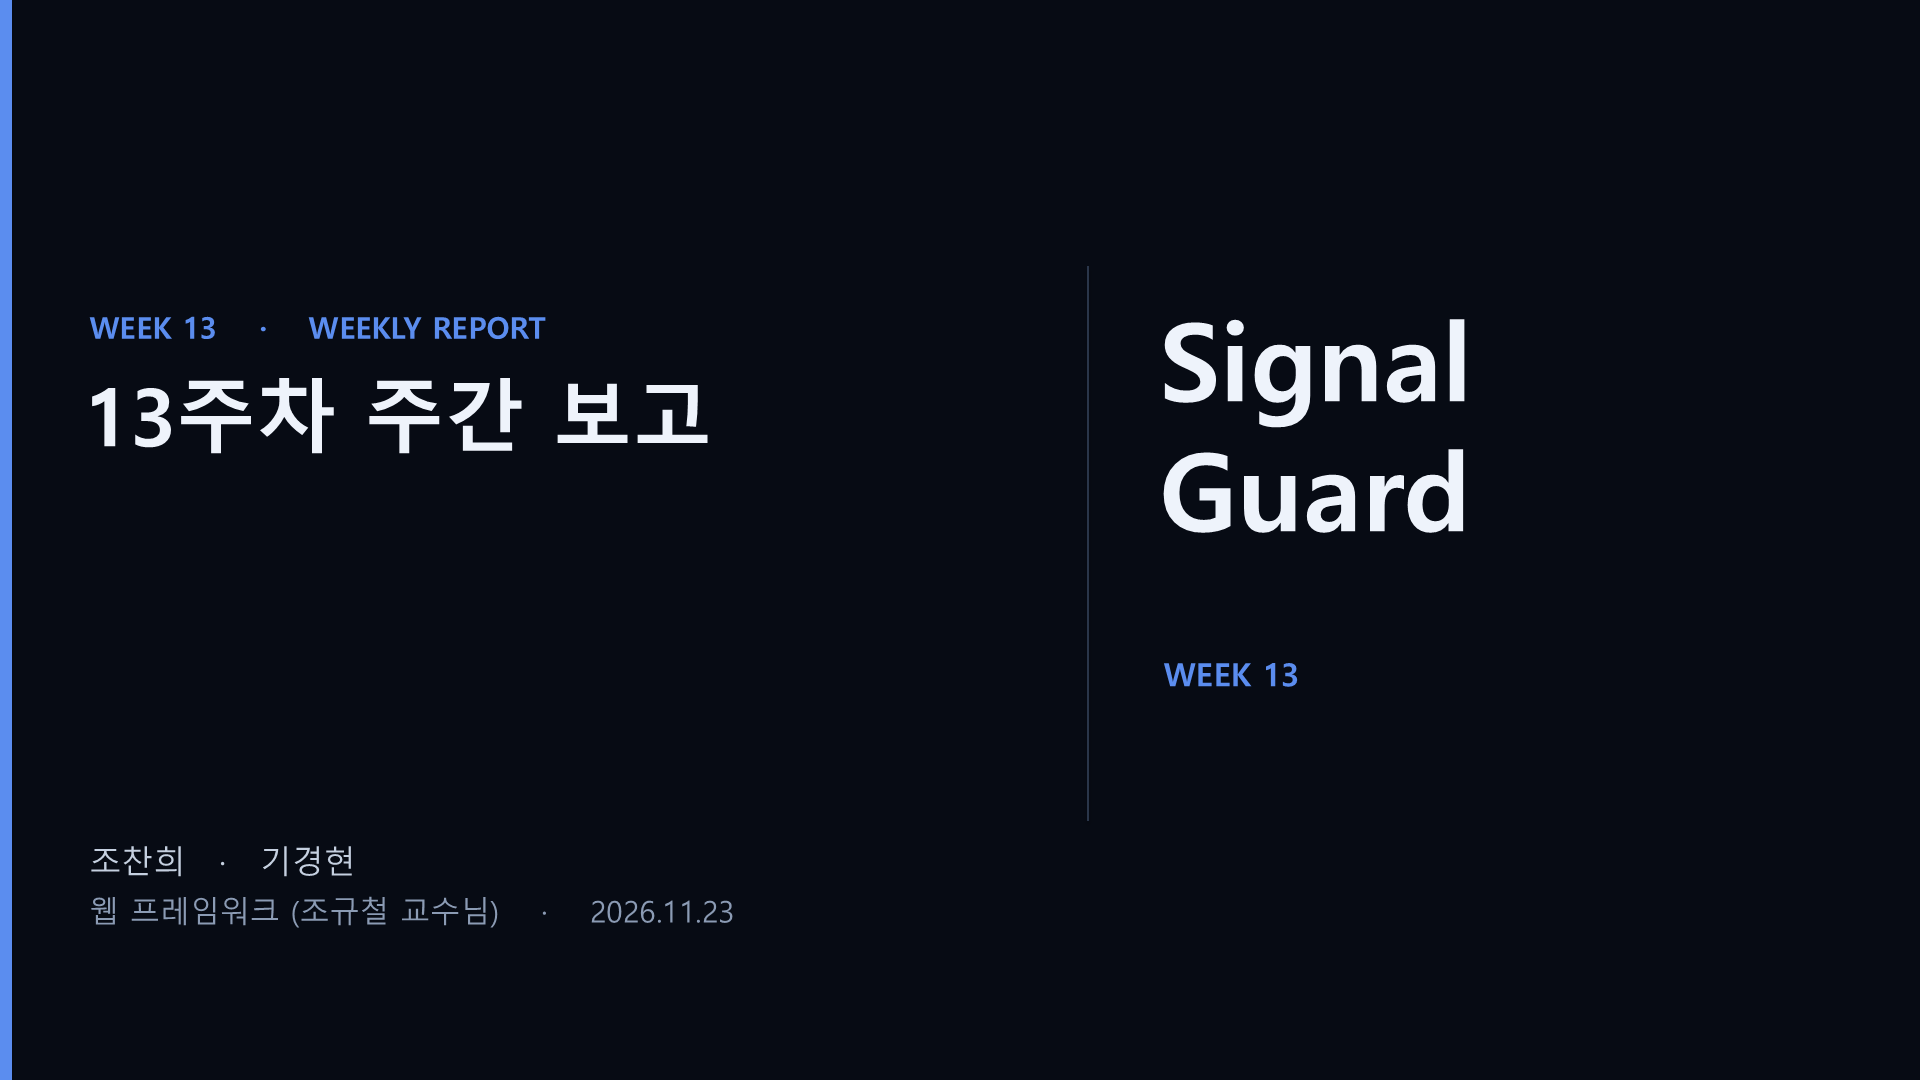 WEEK 13 · WEEKLY REPORT
13주차 주간 보고
조찬희 · 기경현
웹 프레임워크 (조규철 교수님) · 2026.11.23
Signal
Guard
WEEK 13